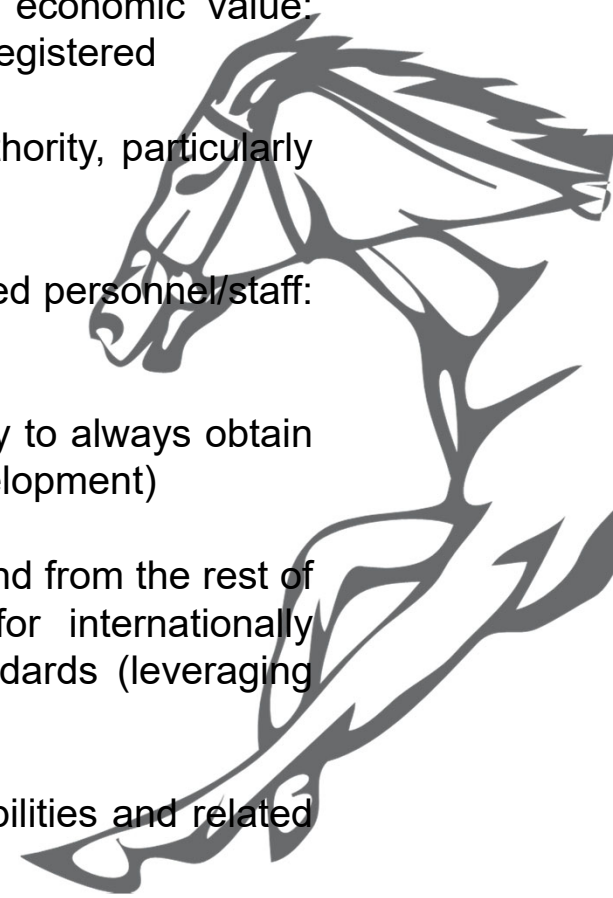 economic value:
egistered
hority, particularly
ed personnel/staff:
y to always obtain
elopment)
nd from the rest of
for internationally
dards (leveraging
bilities and related